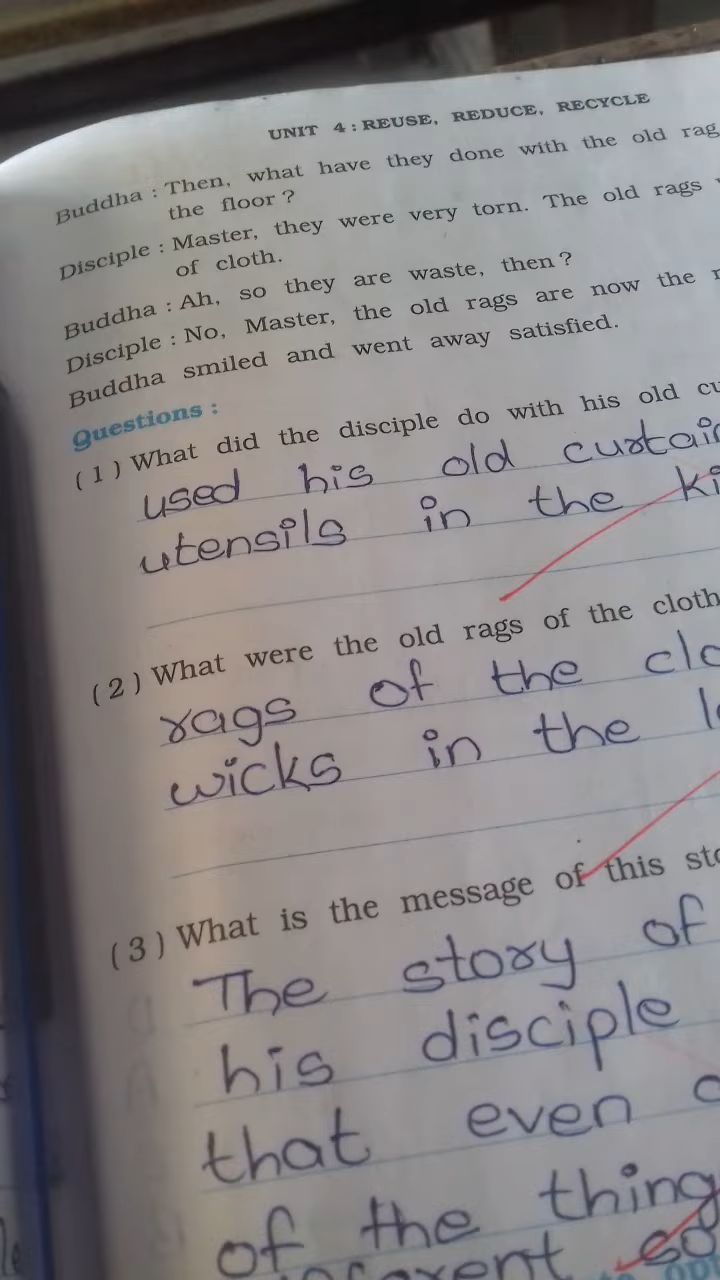 UNIT 4 : REUSE, REDUCE, RECYCLE
Buddha : Then, what have they done with the old rag
the floor ?
Disciple : Master, they were very torn. The old rags
of cloth.
Buddha : Ah, so they are waste, then ?
Disciple : No, Master, the old rags are now the
Buddha smiled and went away satisfied.
Questions :
( 1 ) What did the disciple do with his old cu
used his old curtain
utensils in the ki
( 2 ) What were the old rags of the cloth
rags of the clo
wicks in the
( 3 ) What is the message of this sto
The story of
his disciple
that even
of the thing